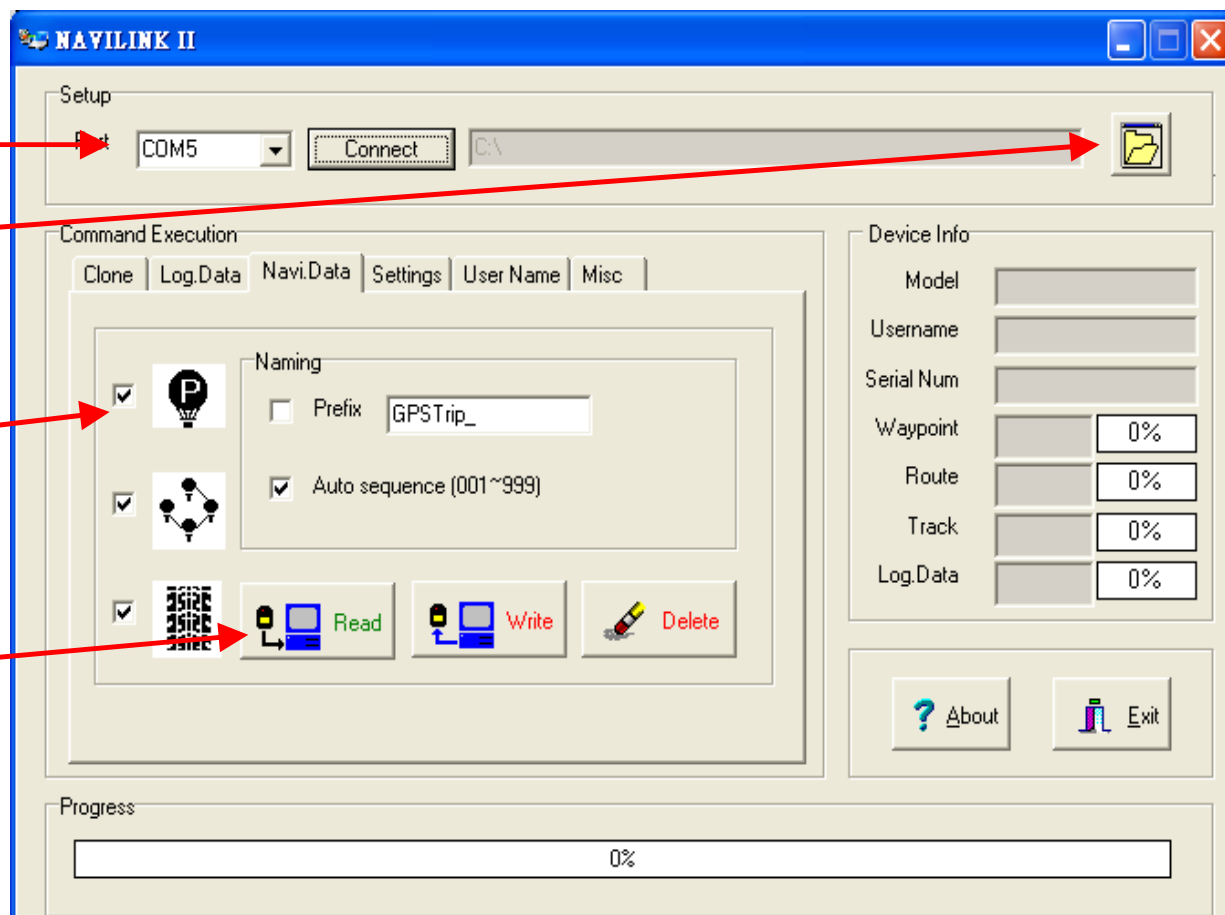 NAVILINK II
Setup
Port COM5 Connect C:\
Command Execution
Clone Log.Data Navi.Data Settings User Name Misc
P
Naming
Prefix GPSTrip_
Auto sequence (001~999)
Read Write Delete
Device Info
Model
Username
Serial Num
Waypoint 0%
Route 0%
Track 0%
Log.Data 0%
? About Exit
Progress
0%